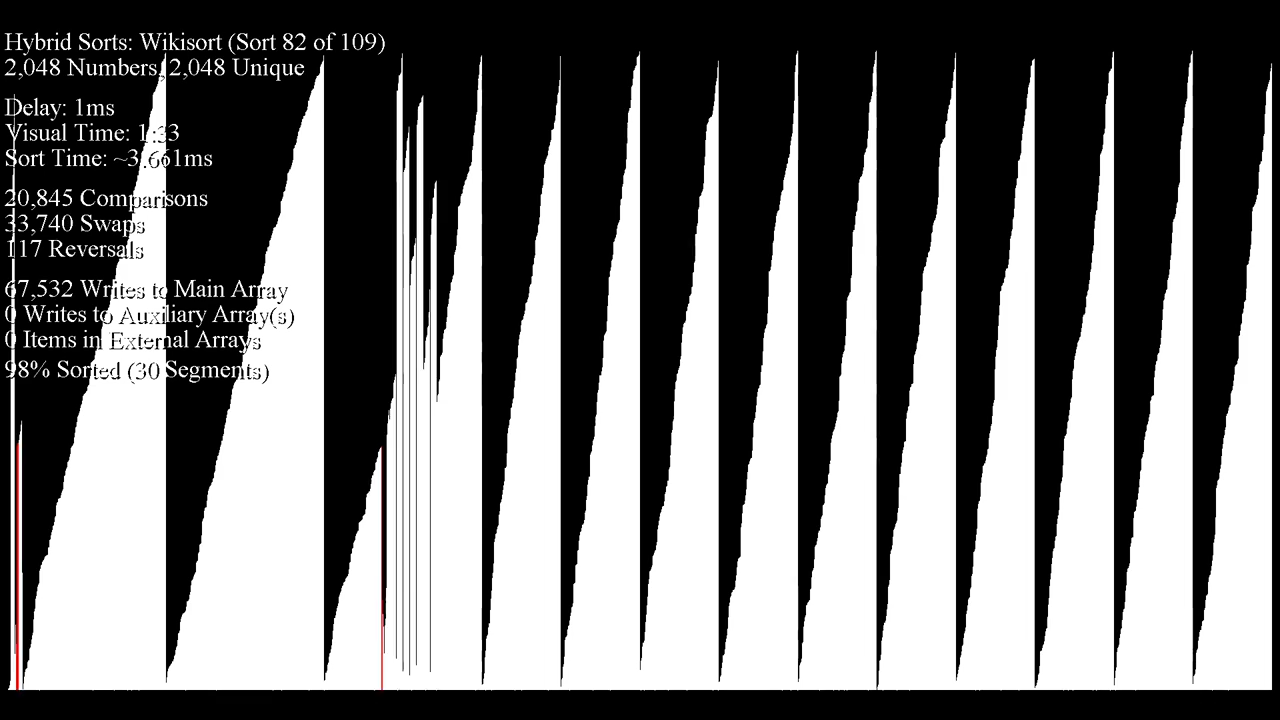 Hybrid Sorts: Wikisort (Sort 82 of 109)
2,048 Numbers, 2,048 Unique
Delay: 1ms
Visual Time: 1:33
Sort Time: ~3.661ms
20,845 Comparisons
33,740 Swaps
117 Reversals
67,532 Writes to Main Array
0 Writes to Auxiliary Array(s)
0 Items in External Arrays
98% Sorted (30 Segments)